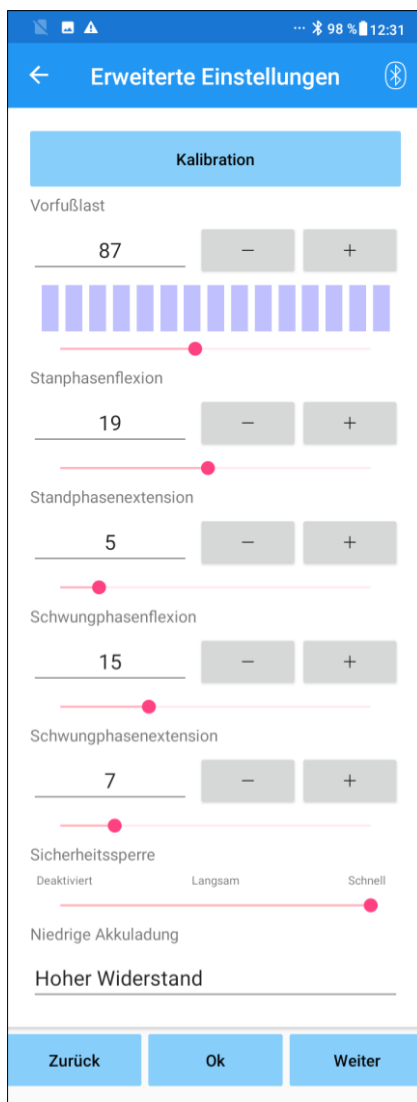 ... 98 % 12:31
Erweiterte Einstellungen
Kalibration
Vorfußlast
87
− +
Stanphasenflexion
19
− +
Standphasenextension
5
− +
Schwungphasenflexion
15
− +
Schwungphasenextension
7
− +
Sicherheitssperre
Deaktiviert Langsam Schnell
Niedrige Akkuladung
Hoher Widerstand
Zurück Ok Weiter